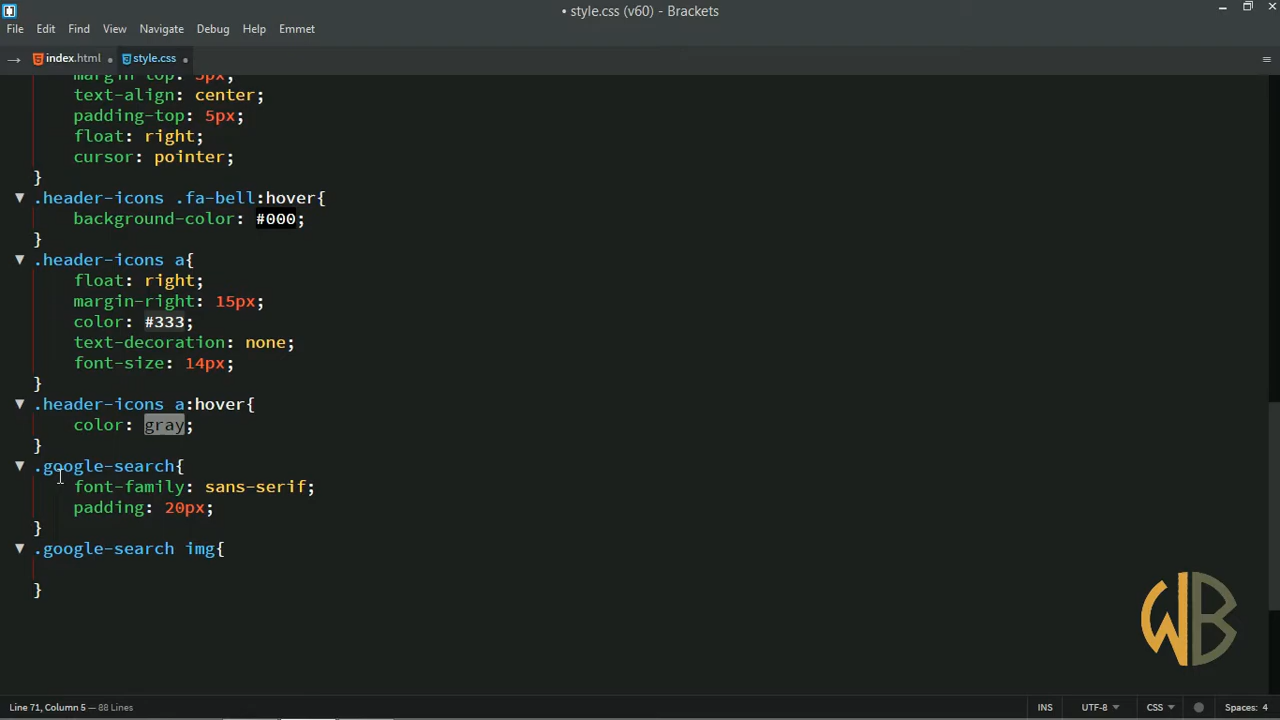 • style.css (v60) - Brackets
File Edit Find View Navigate Debug Help Emmet
→ index.html • style.css •
margin-top: 5px;
text-align: center;
padding-top: 5px;
float: right;
cursor: pointer;
}
.header-icons .fa-bell:hover{
background-color: #000;
}
.header-icons a{
float: right;
margin-right: 15px;
color: #333;
text-decoration: none;
font-size: 14px;
}
.header-icons a:hover{
color: gray;
}
.google-search{
font-family: sans-serif;
padding: 20px;
}
.google-search img{
}
WB
Line 71, Column 5 — 88 Lines
INS UTF-8 CSS Spaces: 4